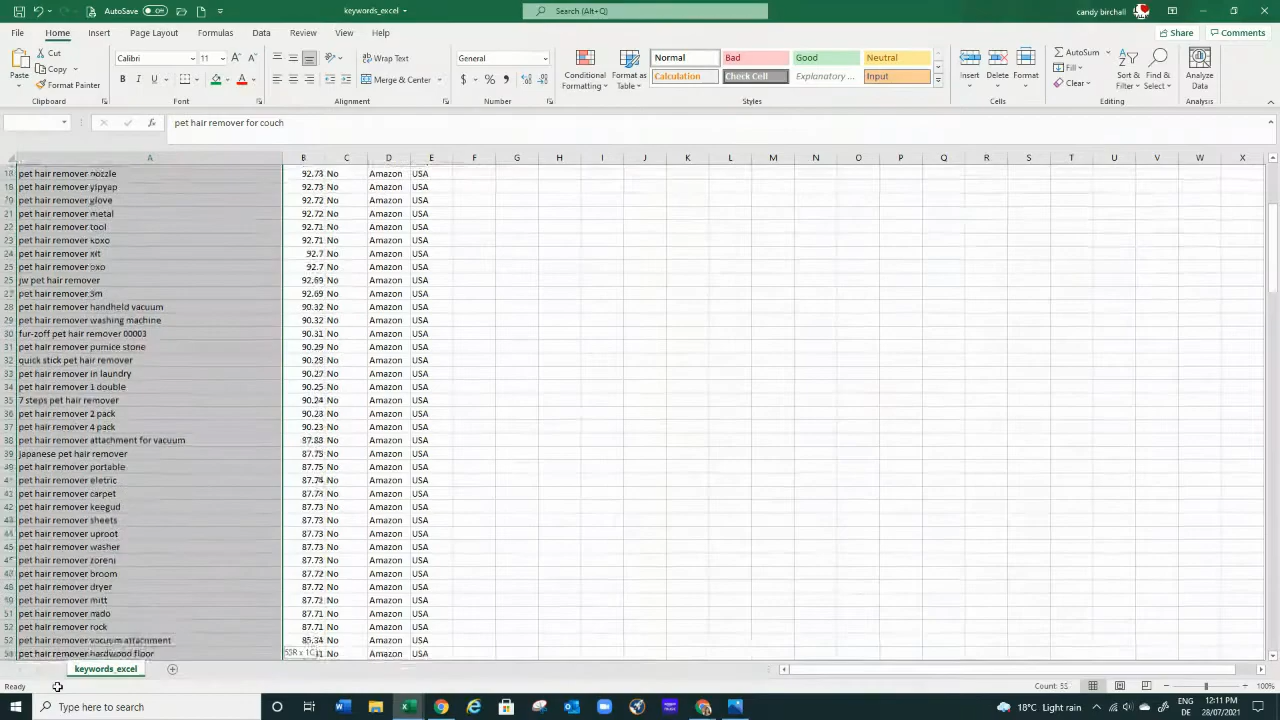 AutoSave Off
keywords_excel
Search (Alt+Q)
candy birchall
File Home Insert Page Layout Formulas Data Review View Help
Share Comments
Paste
Cut
Copy
Format Painter
Clipboard
Calibri 11
B I U
Font
Wrap Text
Merge & Center
Alignment
General
Number
Conditional Formatting
Format as Table
Normal Bad Good Neutral
Calculation Check Cell Explanatory ... Input
Styles
Insert Delete Format
Cells
AutoSum
Fill
Clear
Sort & Filter
Find & Select
Editing
Analyze Data
Analysis
pet hair remover for couch
A B C D E F G H I J K L M N O P Q R S T U V W X
pet hair remover nozzle 92.73 No Amazon USA
pet hair remover yipyap 92.73 No Amazon USA
pet hair remover glove 92.72 No Amazon USA
21 pet hair remover metal 92.72 No Amazon USA
22 pet hair remover tool 92.71 No Amazon USA
23 pet hair remover koxo 92.71 No Amazon USA
24 pet hair remover kit 92.7 No Amazon USA
pet hair remover oxo 92.7 No Amazon USA
jw pet hair remover 92.69 No Amazon USA
pet hair remover 3m 92.69 No Amazon USA
28 pet hair remover handheld vacuum 90.32 No Amazon USA
29 pet hair remover washing machine 90.32 No Amazon USA
30 fur-zoff pet hair remover 00003 90.31 No Amazon USA
31 pet hair remover pumice stone 90.29 No Amazon USA
32 quick stick pet hair remover 90.29 No Amazon USA
33 pet hair remover in laundry 90.27 No Amazon USA
34 pet hair remover 1 double 90.25 No Amazon USA
35 7 steps pet hair remover 90.24 No Amazon USA
36 pet hair remover 2 pack 90.23 No Amazon USA
37 pet hair remover 4 pack 90.23 No Amazon USA
38 pet hair remover attachment for vacuum 87.88 No Amazon USA
39 japanese pet hair remover 87.75 No Amazon USA
pet hair remover portable 87.75 No Amazon USA
pet hair remover eletric 87.74 No Amazon USA
pet hair remover carpet 87.73 No Amazon USA
pet hair remover keegud 87.73 No Amazon USA
pet hair remover sheets 87.73 No Amazon USA
44 pet hair remover uproot 87.73 No Amazon USA
pet hair remover washer 87.73 No Amazon USA
pet hair remover zoreni 87.73 No Amazon USA
pet hair remover broom 87.72 No Amazon USA
pet hair remover dryer 87.72 No Amazon USA
pet hair remover mitt 87.72 No Amazon USA
51 pet hair remover rado 87.71 No Amazon USA
52 pet hair remover rock 87.71 No Amazon USA
pet hair remover vacuum attachment 85.34 No Amazon USA
54 pet hair remover hardwood floor No Amazon USA
keywords_excel
Ready
100%
Type here to search
18°C Light rain
ENG
DE
12:11 PM
28/07/2021